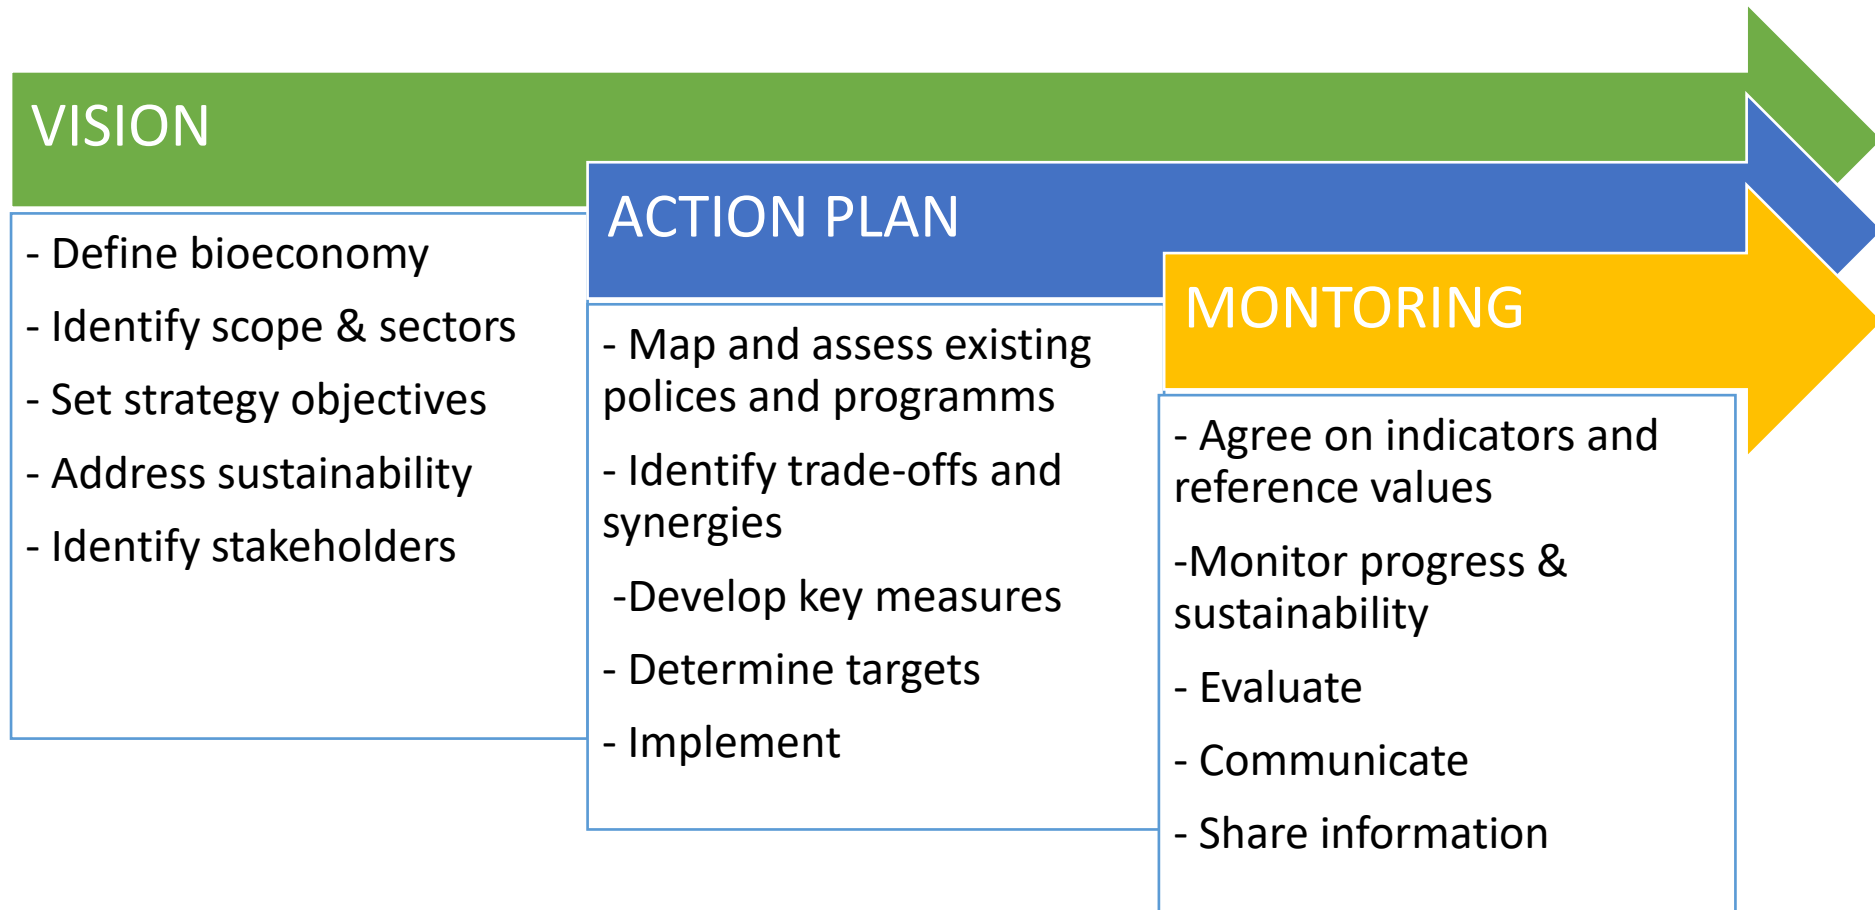 VISION
- Define bioeconomy
- Identify scope & sectors
- Set strategy objectives
- Address sustainability
- Identify stakeholders
ACTION PLAN
- Map and assess existing
polices and programms
- Identify trade-offs and
synergies
-Develop key measures
- Determine targets
- Implement
MONTORING
- Agree on indicators and
reference values
-Monitor progress &
sustainability
- Evaluate
- Communicate
- Share information